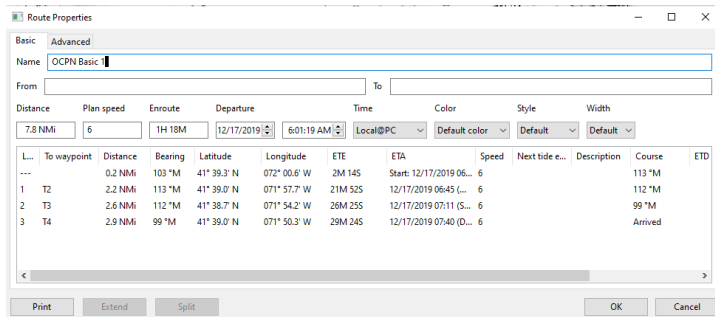 Route Properties
Basic Advanced
Name OCPN Basic 1
From To
Distance Plan speed Enroute Departure Time Color Style Width
7.8 NMi 6 1H 18M 12/17/2019 6:01:19 AM Local@PC Default color Default Default
L... To waypoint Distance Bearing Latitude Longitude ETE ETA Speed Next tide e... Description Course ETD
--- 0.2 NMi 103 °M 41° 39.3' N 072° 00.6' W 2M 14S Start: 12/17/2019 06... 6 113 °M
1 T2 2.2 NMi 113 °M 41° 39.0' N 071° 57.7' W 21M 52S 12/17/2019 06:45 (... 6 112 °M
2 T3 2.6 NMi 112 °M 41° 38.7' N 071° 54.2' W 26M 25S 12/17/2019 07:11 (S... 6 99 °M
3 T4 2.9 NMi 99 °M 41° 39.0' N 071° 50.3' W 29M 24S 12/17/2019 07:40 (D... 6 Arrived
Print Extend Split OK Cancel